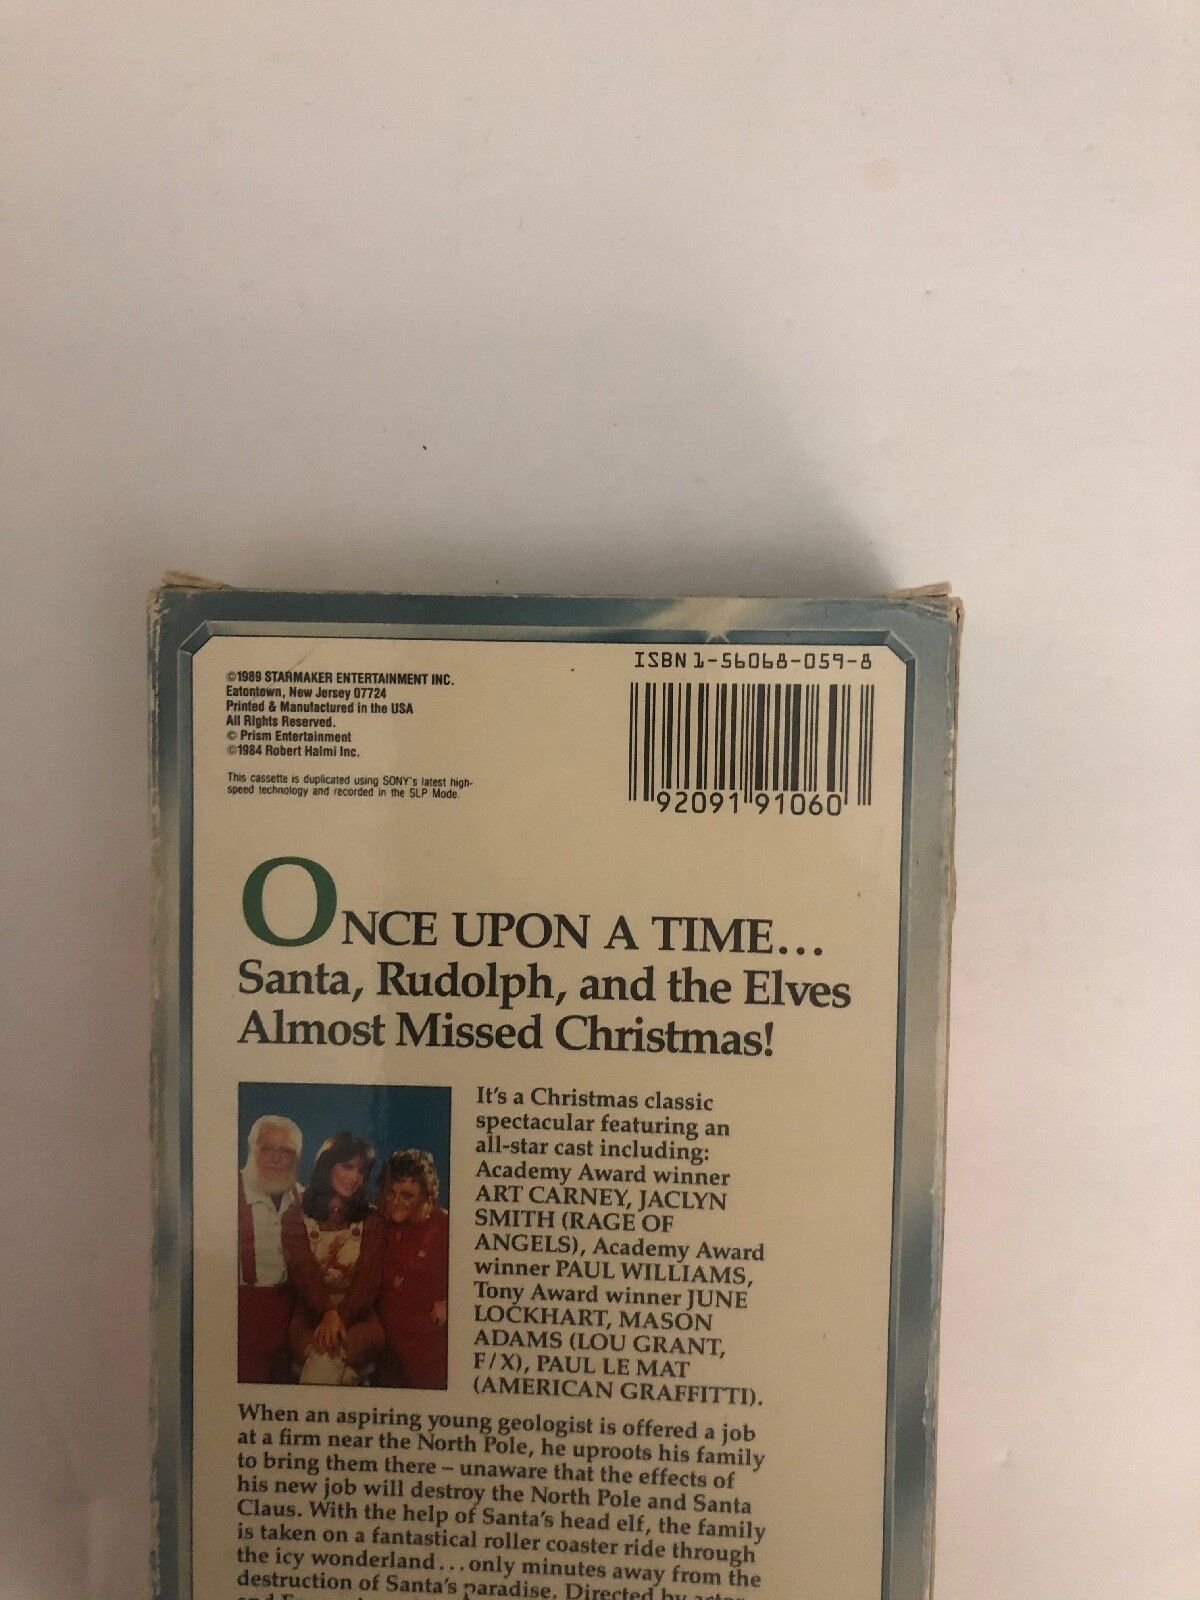 ©1989 STARMAKER ENTERTAINMENT INC.
Eatontown, New Jersey 07724
Printed & Manufactured in the USA
All Rights Reserved.
© Prism Entertainment
©1984 Robert Halmi Inc.
This cassette is duplicated using SONY's latest high-
speed technology and recorded in the SLP Mode.
ISBN 1-56068-059-8
92091 91060
ONCE UPON A TIME...
Santa, Rudolph, and the Elves
Almost Missed Christmas!
It's a Christmas classic
spectacular featuring an
all-star cast including:
Academy Award winner
ART CARNEY, JACLYN
SMITH (RAGE OF
ANGELS), Academy Award
winner PAUL WILLIAMS,
Tony Award winner JUNE
LOCKHART, MASON
ADAMS (LOU GRANT,
F/X), PAUL LE MAT
(AMERICAN GRAFFITTI).
When an aspiring young geologist is offered a job
at a firm near the North Pole, he uproots his family
to bring them there – unaware that the effects of
his new job will destroy the North Pole and Santa
Claus. With the help of Santa's head elf, the family
is taken on a fantastical roller coaster ride through
the icy wonderland...only minutes away from the
destruction of Santa's paradise. Directed by actor